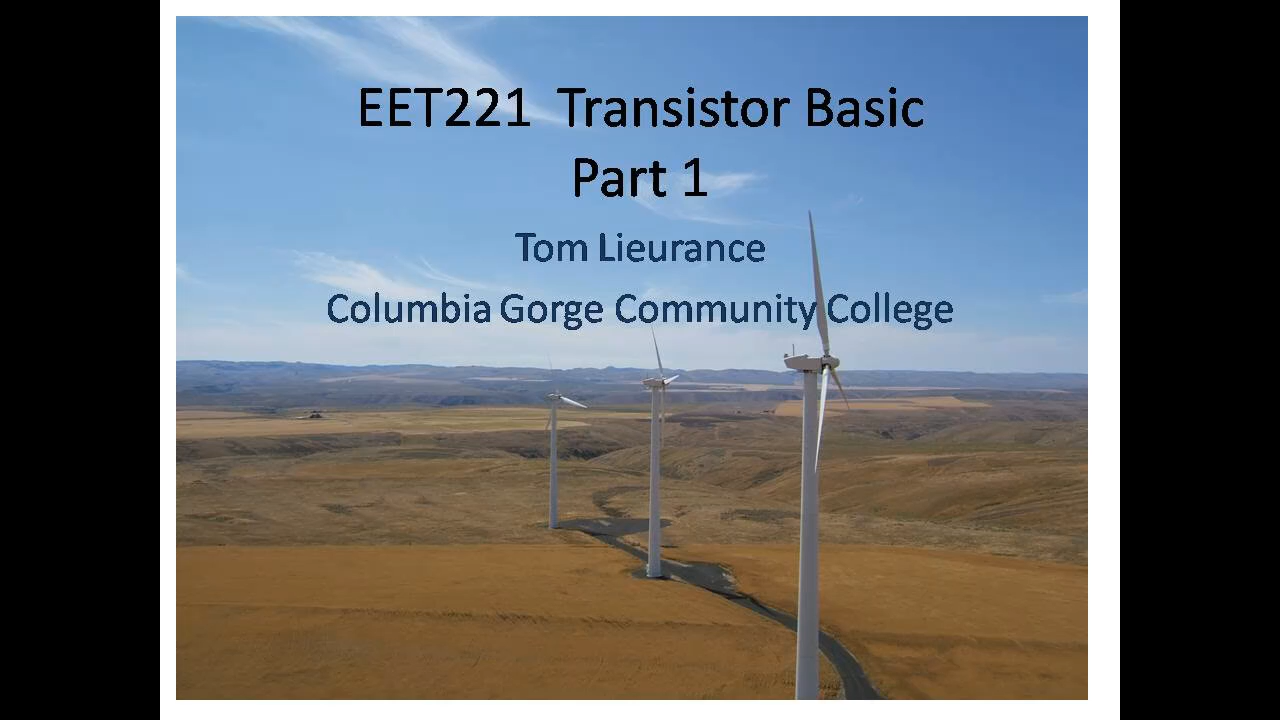 EET221  Transistor Basic
Part 1
Tom Lieurance
Columbia Gorge Community College